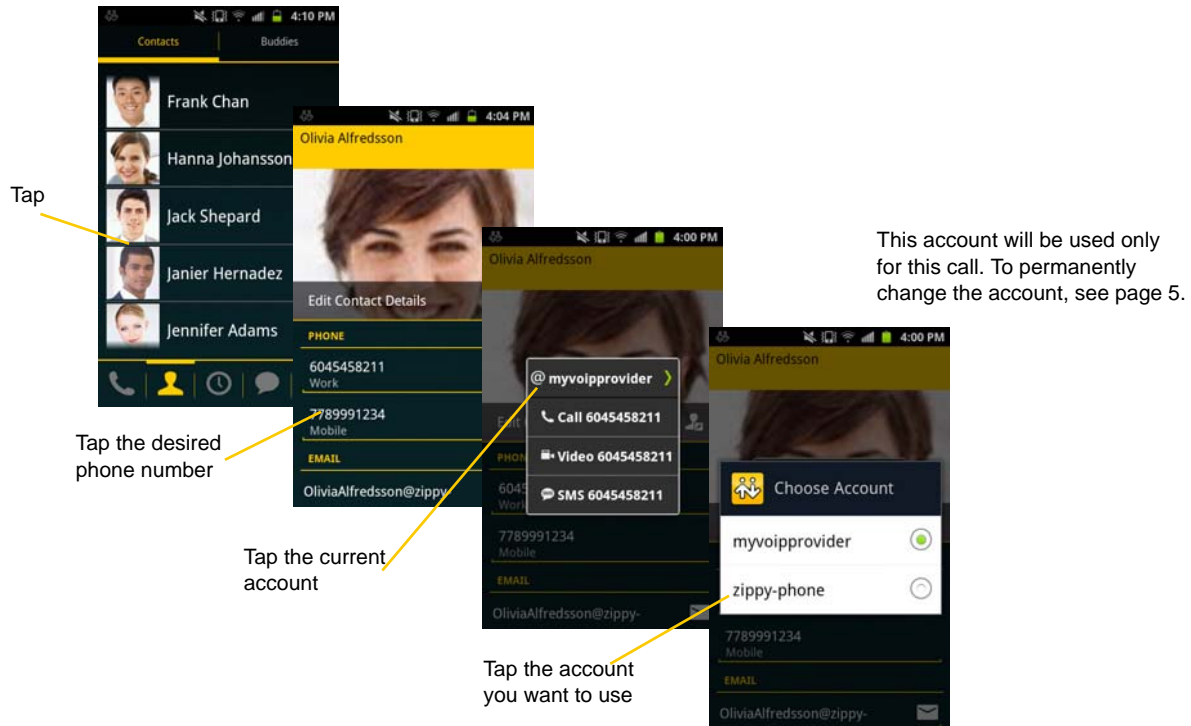 4:10 PM
Contacts
Buddies
Frank Chan
Hanna Johansson
Jack Shepard
Janier Hernadez
Jennifer Adams
Tap
4:04 PM
Olivia Alfredsson
Edit Contact Details
PHONE
6045458211
Work
7789991234
Mobile
EMAIL
OliviaAlfredsson@zippy-
Tap the desired
phone number
4:00 PM
Olivia Alfredsson
@ myvoipprovider
Call 6045458211
Video 6045458211
SMS 6045458211
Edit
PHON
6045
Work
7789991234
Mobile
EMAIL
OliviaAlfredsson@zippy-
Tap the current
account
This account will be used only
for this call. To permanently
change the account, see page 5.
4:00 PM
Olivia Alfredsson
Choose Account
myvoipprovider
zippy-phone
7789991234
Mobile
EMAIL
OliviaAlfredsson@zippy-
Tap the account
you want to use